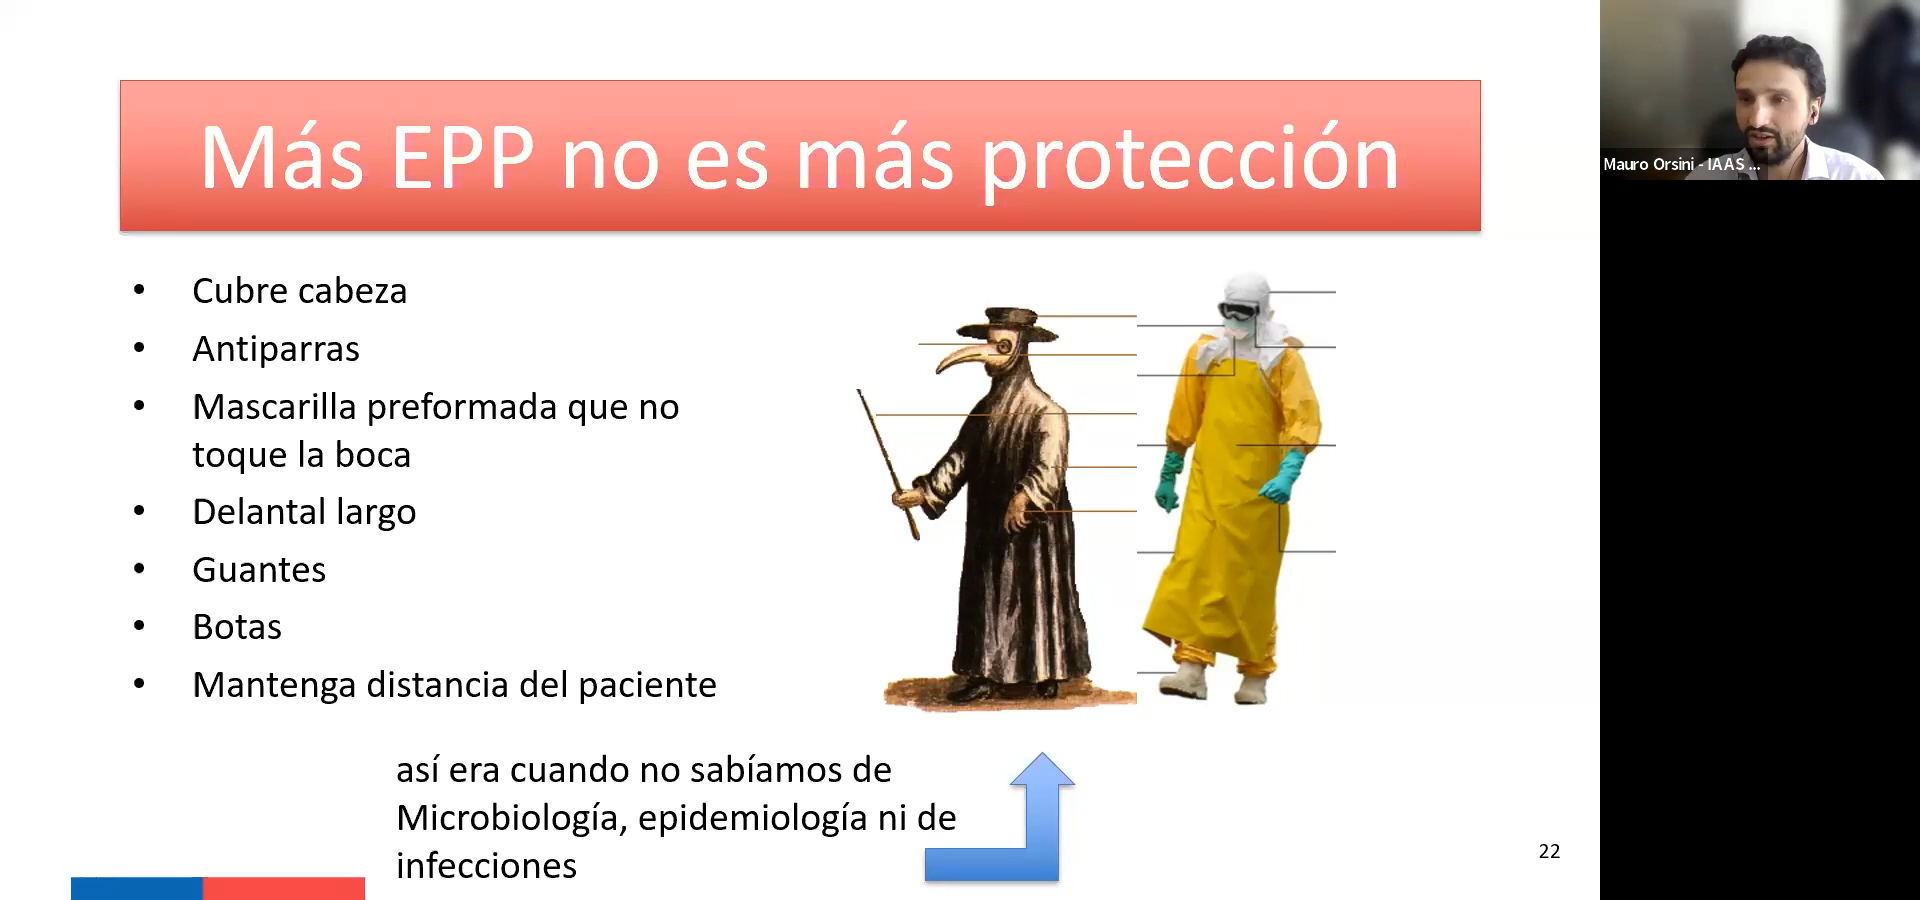 Más EPP no es más protección
Mauro Orsini - IAAS ...
• Cubre cabeza
• Antiparras
• Mascarilla preformada que no
toque la boca
• Delantal largo
• Guantes
• Botas
• Mantenga distancia del paciente
así era cuando no sabíamos de
Microbiología, epidemiología ni de
infecciones
22